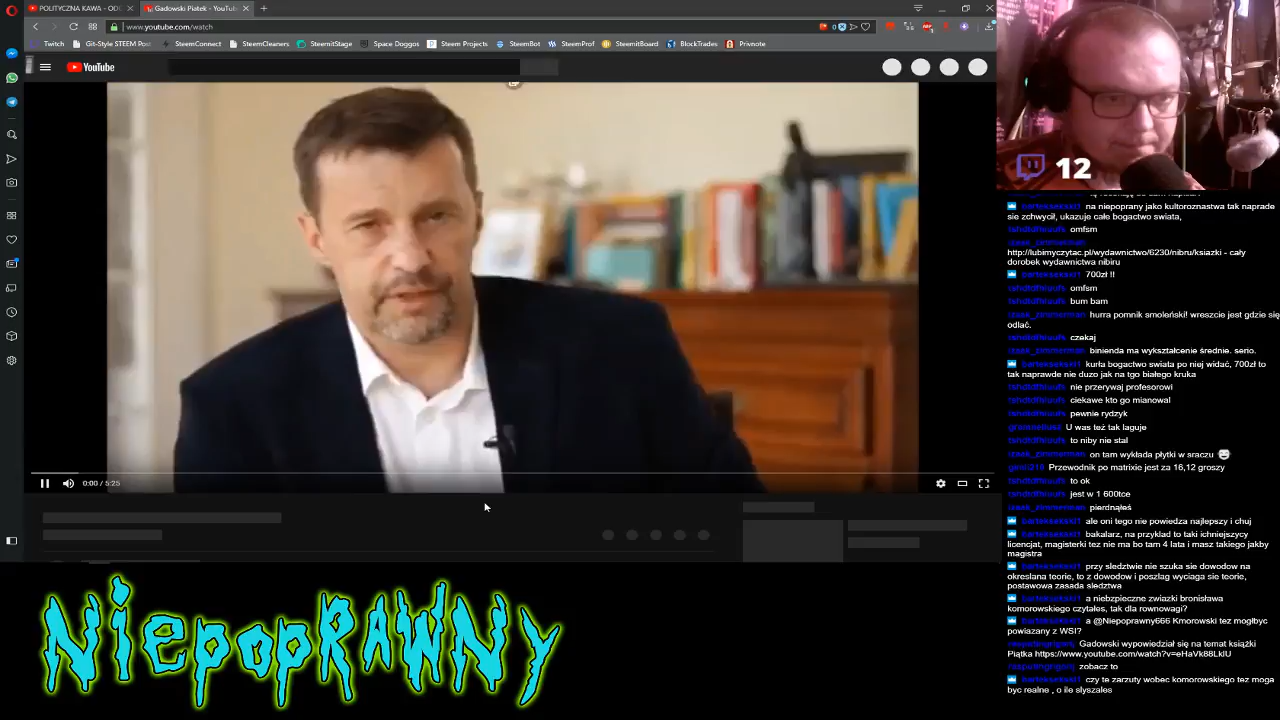 POLITYCZNA KAWA - OD
Gadowski Piatek - YouTub
www.youtube.com/watch
Twitch
Git-Style STEEM Post
SteemConnect
SteemCleaners
SteemitStage
Space Doggos
Steem Projects
SteemBot
SteemProf
SteemitBoard
BlockTrades
Privnote
YouTube
12
0:00 / 5:25
NiepopRAWNy
bartekseksski1 na niepoprany jako kultoroznastwa tak naprade
sie zchwycil, ukazuje całe bogactwo swiata,
omfsm
http://lubimyczytac.pl/wydawnictwo/6230/nibru/ksiazki - cały
dorobek wydawnictwa nibiru
700zł !!
omfsm
bum bam
hurra pomnik smoleński! wreszcie jest gdzie się
odlać.
czekaj
binienda ma wykształcenie średnie. serio.
kurła bogactwo swiata po niej widać, 700zł to
tak naprawde nie duzo jak na tgo białego kruka
nie przerywaj profesorowi
ciekawe kto go mianowal
pewnie rydzyk
U was też tak laguje
to niby nie stal
on tam wykłada płytki w sraczu
Przewodnik po matrixie jest za 16,12 groszy
to ok
jest w 1 600tce
pierdnąłeś
ale oni tego nie powiedza najlepszy i chuj
bakalarz, na przyklad to taki ichniejszyy
licencjat, magisterki tez nie ma bo tam 4 lata i masz takiego jakby
magistra
przy sledztwie nie szuka sie dowodow na
okreslana teorie, to z dowodow i poszlag wyciaga sie teorie,
postawowa zasada sledztwa
a niebzpieczne zwiazki bronisława
komorowskiego czytałes, tak dla rownowagi?
a @Niepoprawny666 Kmorowski tez mogłbyc
powiazany z WSI?
Gadowski wypowiedział się na temat książki
Piątka https://www.youtube.com/watch?v=eHaVk88LklU
zobacz to
czy te zarzuty wobec komorowskiego tez moga
byc realne , o ile slyszales